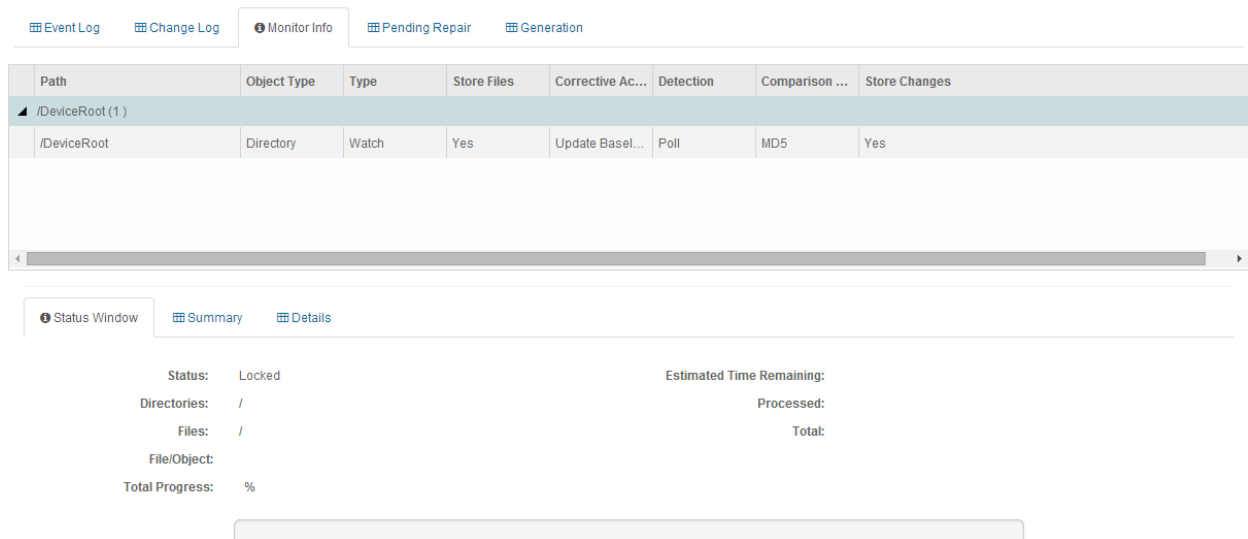 Event Log Change Log Monitor Info Pending Repair Generation
Path Object Type Type Store Files Corrective Ac... Detection Comparison ... Store Changes
/DeviceRoot (1 )
/DeviceRoot Directory Watch Yes Update Basel... Poll MD5 Yes
Status Window Summary Details
Status: Locked Estimated Time Remaining:
Directories: / Processed:
Files: / Total:
File/Object:
Total Progress: %